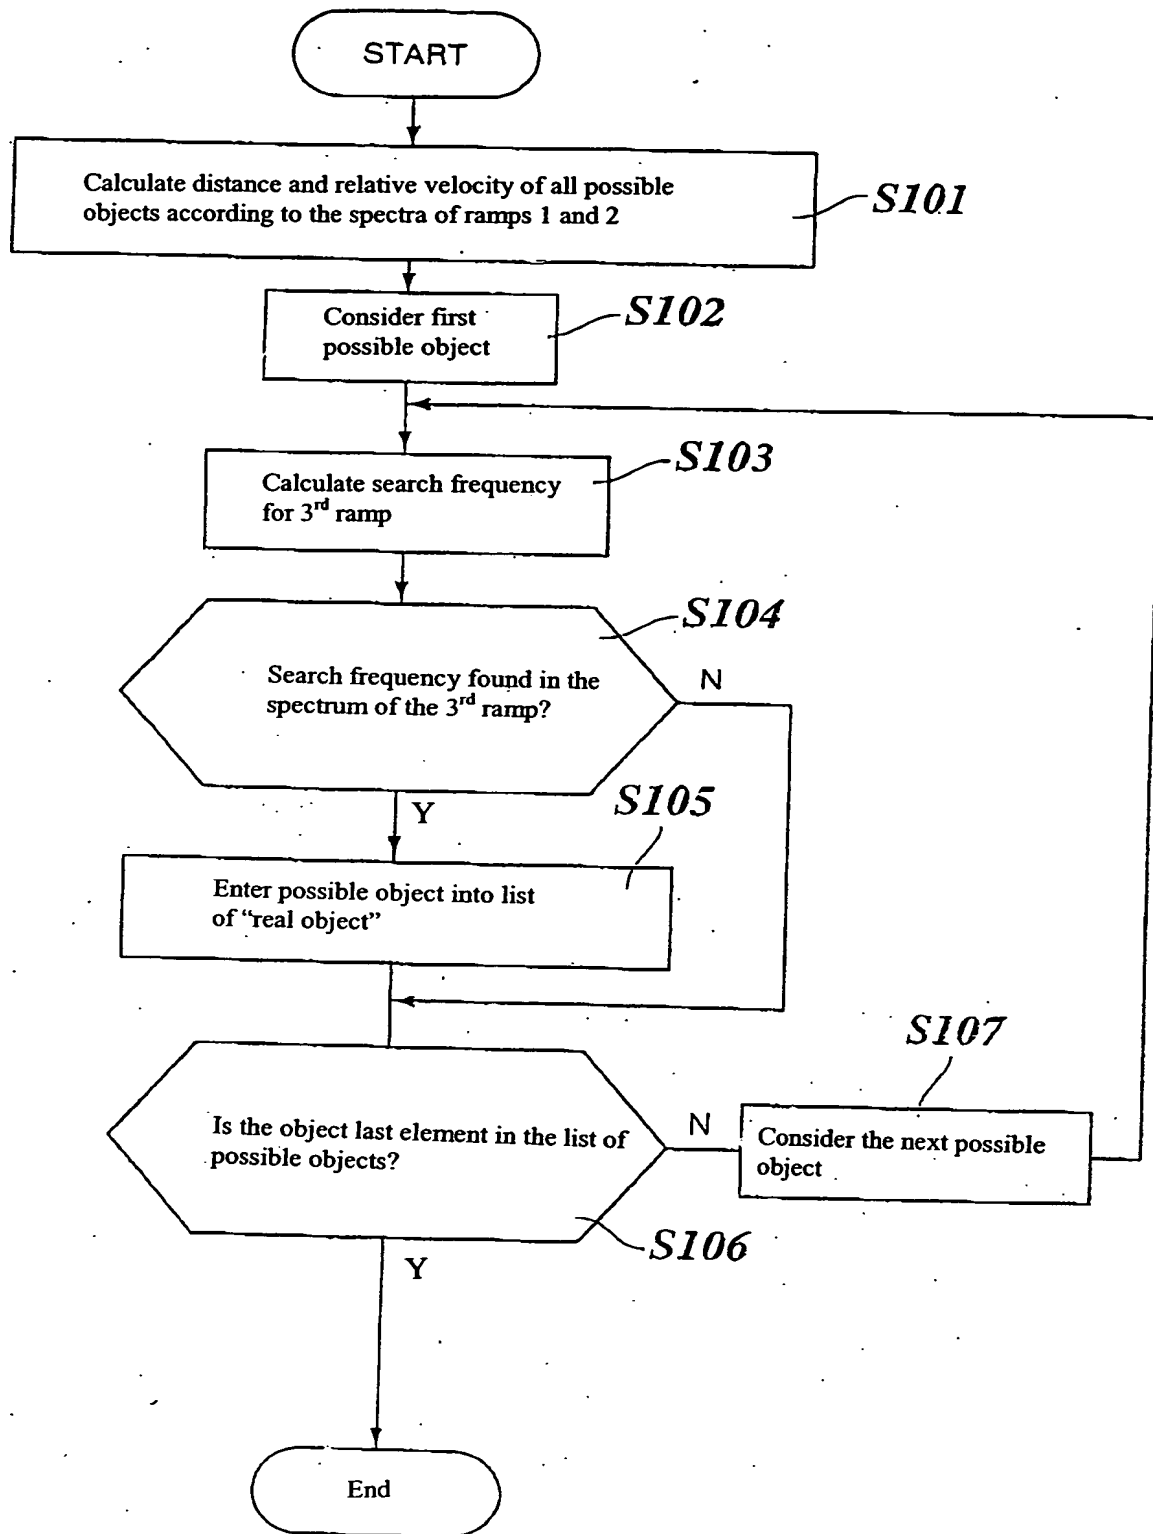 START
Calculate distance and relative velocity of all possible
objects according to the spectra of ramps 1 and 2
S101
Consider first
possible object
S102
Calculate search frequency
for 3rd ramp
S103
Search frequency found in the
spectrum of the 3rd ramp?
S104
N
Y
S105
Enter possible object into list
of “real object”
S107
Is the object last element in the list of
possible objects?
N
Consider the next possible
object
S106
Y
End